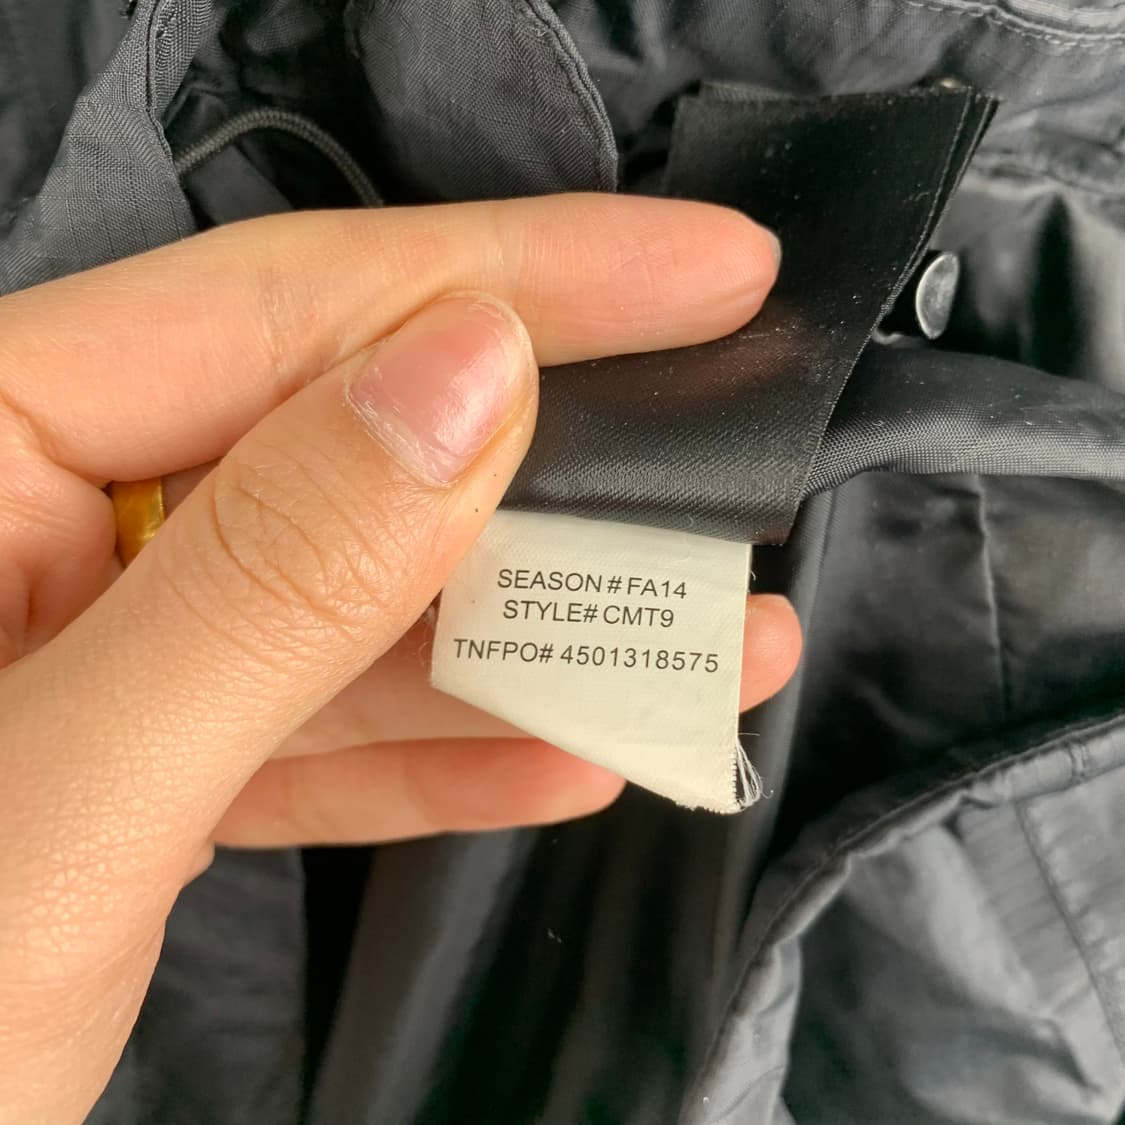 SEASON # FA14
STYLE# CMT9
TNFPO# 4501318575